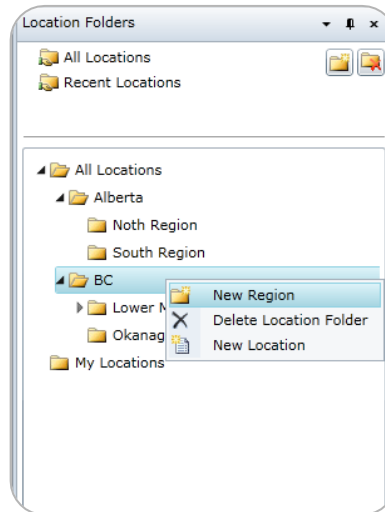 Location Folders
All Locations
Recent Locations
All Locations
Alberta
Noth Region
South Region
BC
New Region
Lower
Delete Location Folder
Okanag
New Location
My Locations